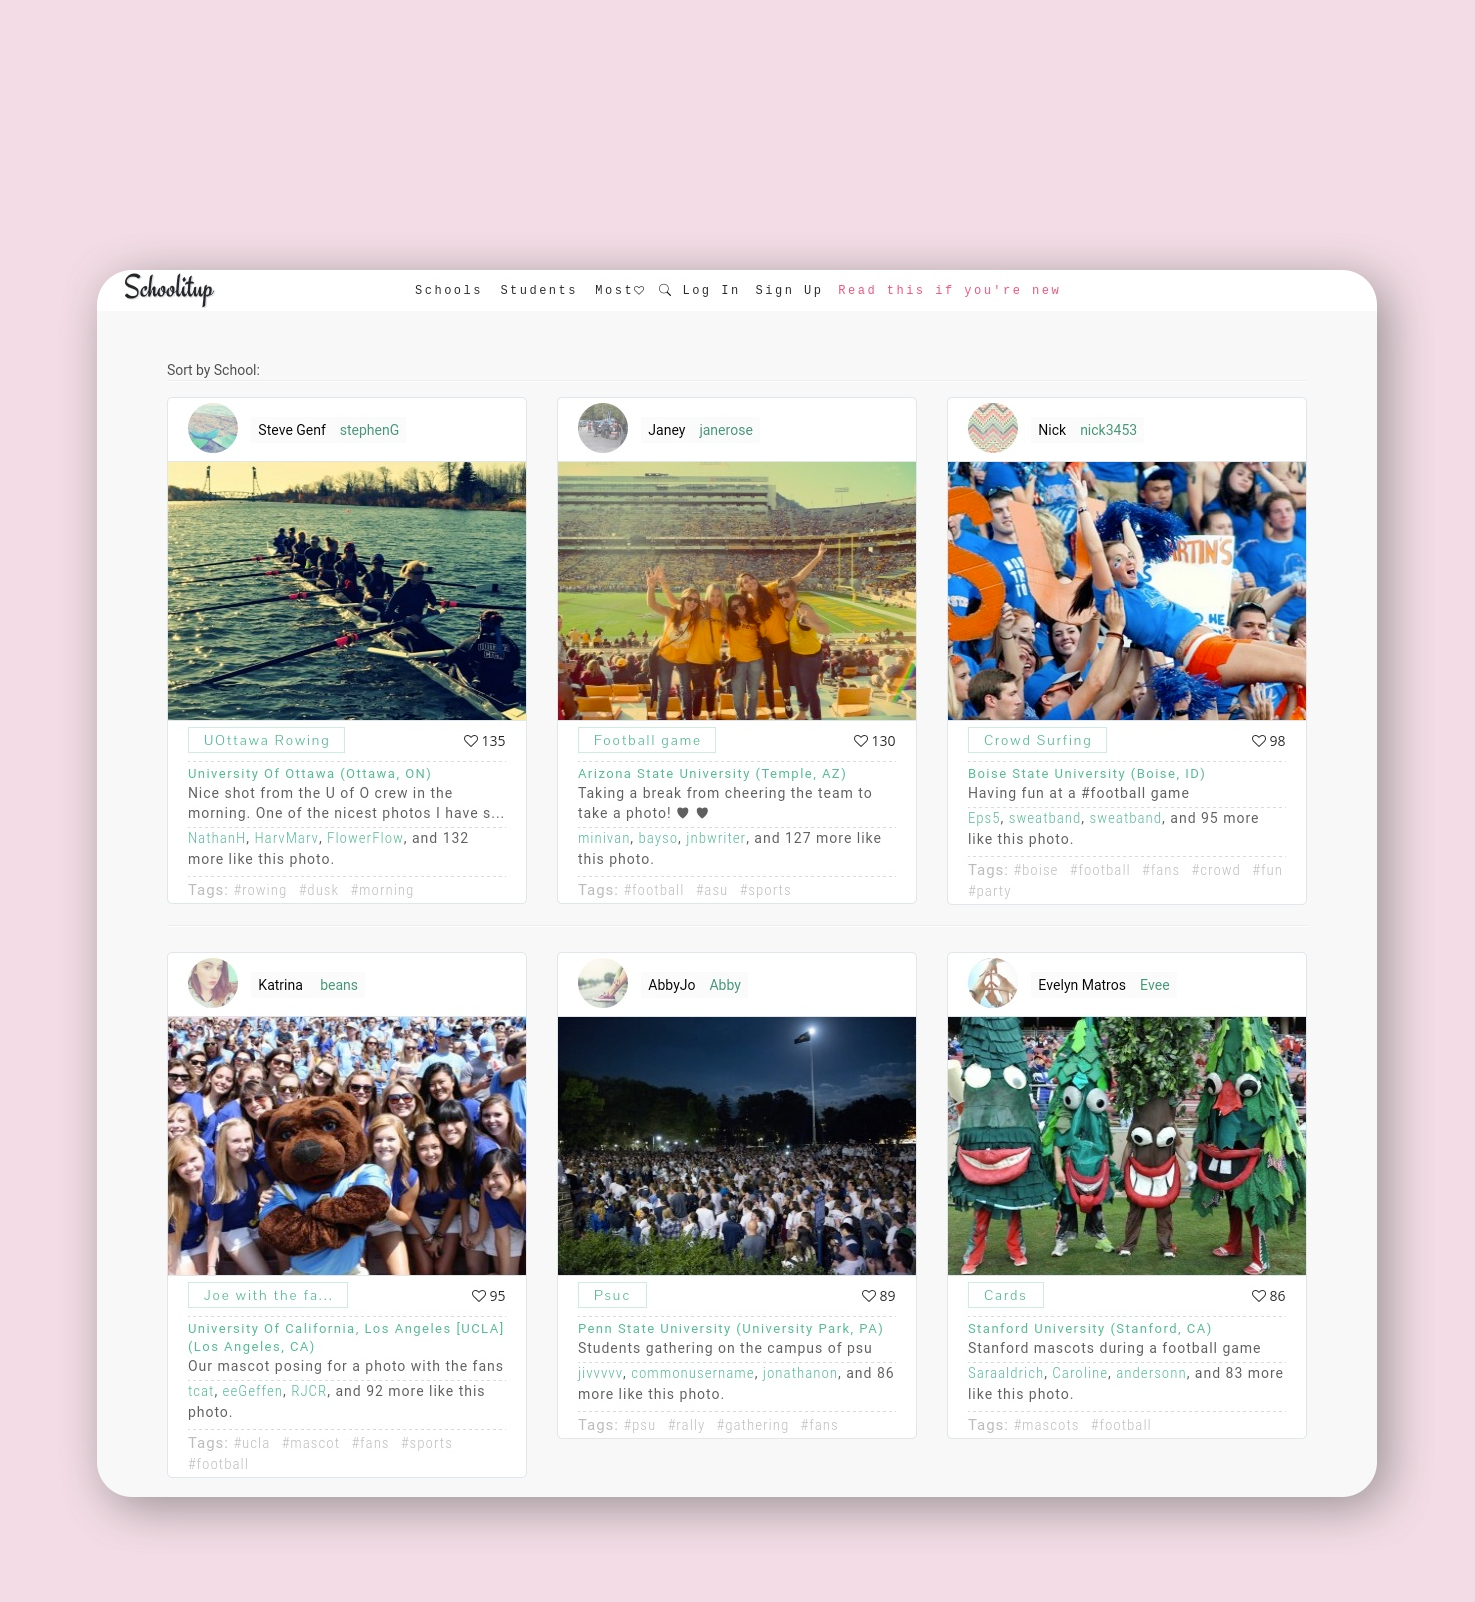 Schoolitup
Schools Students Most♡ Log In Sign Up Read this if you're new
Sort by School:
Steve Genf stephenG
UOttawa Rowing ♡ 135
University Of Ottawa (Ottawa, ON)
Nice shot from the U of O crew in the
morning. One of the nicest photos I have s...
NathanH, HarvMarv, FlowerFlow, and 132
more like this photo.
Tags: #rowing #dusk #morning
Janey janerose
Football game ♡ 130
Arizona State University (Temple, AZ)
Taking a break from cheering the team to
take a photo! ♥ ♥
minivan, bayso, jnbwriter, and 127 more like
this photo.
Tags: #football #asu #sports
Nick nick3453
ARTIN'S
Crowd Surfing ♡ 98
Boise State University (Boise, ID)
Having fun at a #football game
Eps5, sweatband, sweatband, and 95 more
like this photo.
Tags: #boise #football #fans #crowd #fun
#party
Katrina beans
Joe with the fa... ♡ 95
University Of California, Los Angeles [UCLA]
(Los Angeles, CA)
Our mascot posing for a photo with the fans
tcat, eeGeffen, RJCR, and 92 more like this
photo.
Tags: #ucla #mascot #fans #sports
#football
AbbyJo Abby
Psuc ♡ 89
Penn State University (University Park, PA)
Students gathering on the campus of psu
jivvvvv, commonusername, jonathanon, and 86
more like this photo.
Tags: #psu #rally #gathering #fans
Evelyn Matros Evee
Cards ♡ 86
Stanford University (Stanford, CA)
Stanford mascots during a football game
Saraaldrich, Caroline, andersonn, and 83 more
like this photo.
Tags: #mascots #football